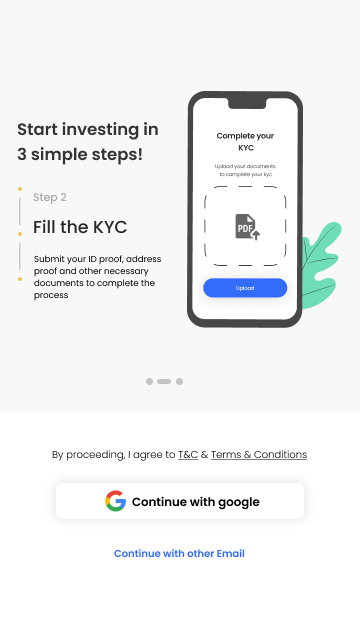 Start investing in
3 simple steps!
Step 2
Fill the KYC
Submit your ID proof, address
proof and other necessary
documents to complete the
process
Complete your
KYC
Upload your documents
to complete your kyc
PDF
Upload
By proceeding, I agree to T&C & Terms & Conditions
Continue with google
Continue with other Email